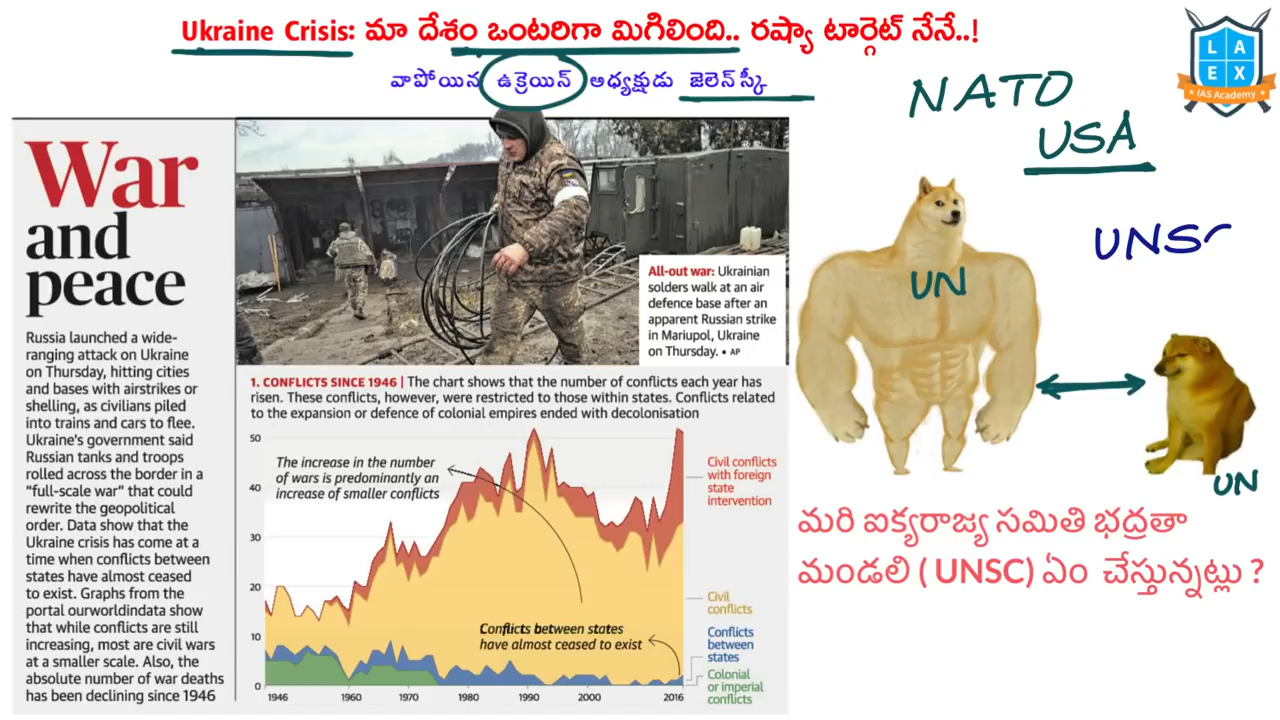 Ukraine Crisis: మా దేశం ఒంటరిగా మిగిలింది.. రష్యా టార్గెట్ నేనే..!
వాపోయిన ఉక్రెయిన్ అధ్యక్షుడు జెలెన్‌స్కీ
LAEX
IAS Academy
NATO
USA
War
and
peace
Russia launched a wide-
ranging attack on Ukraine
on Thursday, hitting cities
and bases with airstrikes or
shelling, as civilians piled
into trains and cars to flee.
Ukraine's government said
Russian tanks and troops
rolled across the border in a
"full-scale war" that could
rewrite the geopolitical
order. Data show that the
Ukraine crisis has come at a
time when conflicts between
states have almost ceased
to exist. Graphs from the
portal ourworldindata show
that while conflicts are still
increasing, most are civil wars
at a smaller scale. Also, the
absolute number of war deaths
has been declining since 1946
All-out war: Ukrainian
solders walk at an air
defence base after an
apparent Russian strike
in Mariupol, Ukraine
on Thursday. • AP
1. CONFLICTS SINCE 1946 | The chart shows that the number of conflicts each year has
risen. These conflicts, however, were restricted to those within states. Conflicts related
to the expansion or defence of colonial empires ended with decolonisation
50
40
30
20
10
0
The increase in the number
of wars is predominantly an
increase of smaller conflicts
Conflicts between states
have almost ceased to exist
Civil conflicts
with foreign
state
intervention
Civil
conflicts
Conflicts
between
states
Colonial
or imperial
conflicts
1946 1960 1970 1980 1990 2000 2016
UNSC
UN
UN
మరి ఐక్యరాజ్య సమితి భద్రతా
మండలి ( UNSC) ఏం చేస్తున్నట్లు ?